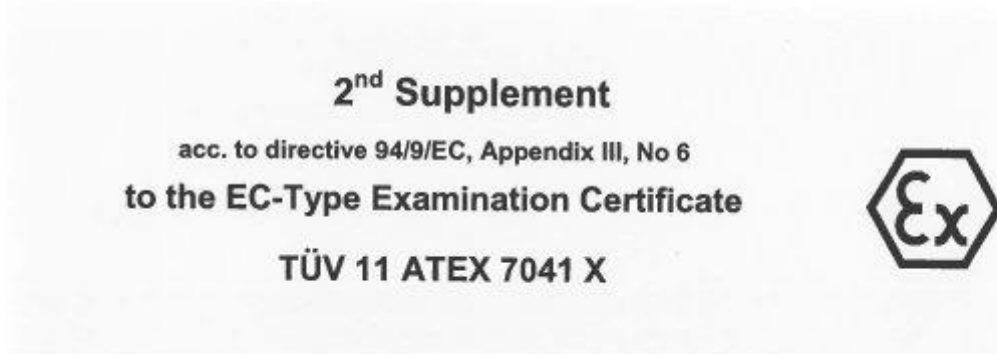 2nd Supplement
acc. to directive 94/9/EC, Appendix III, No 6
to the EC-Type Examination Certificate
TÜV 11 ATEX 7041 X
Ex